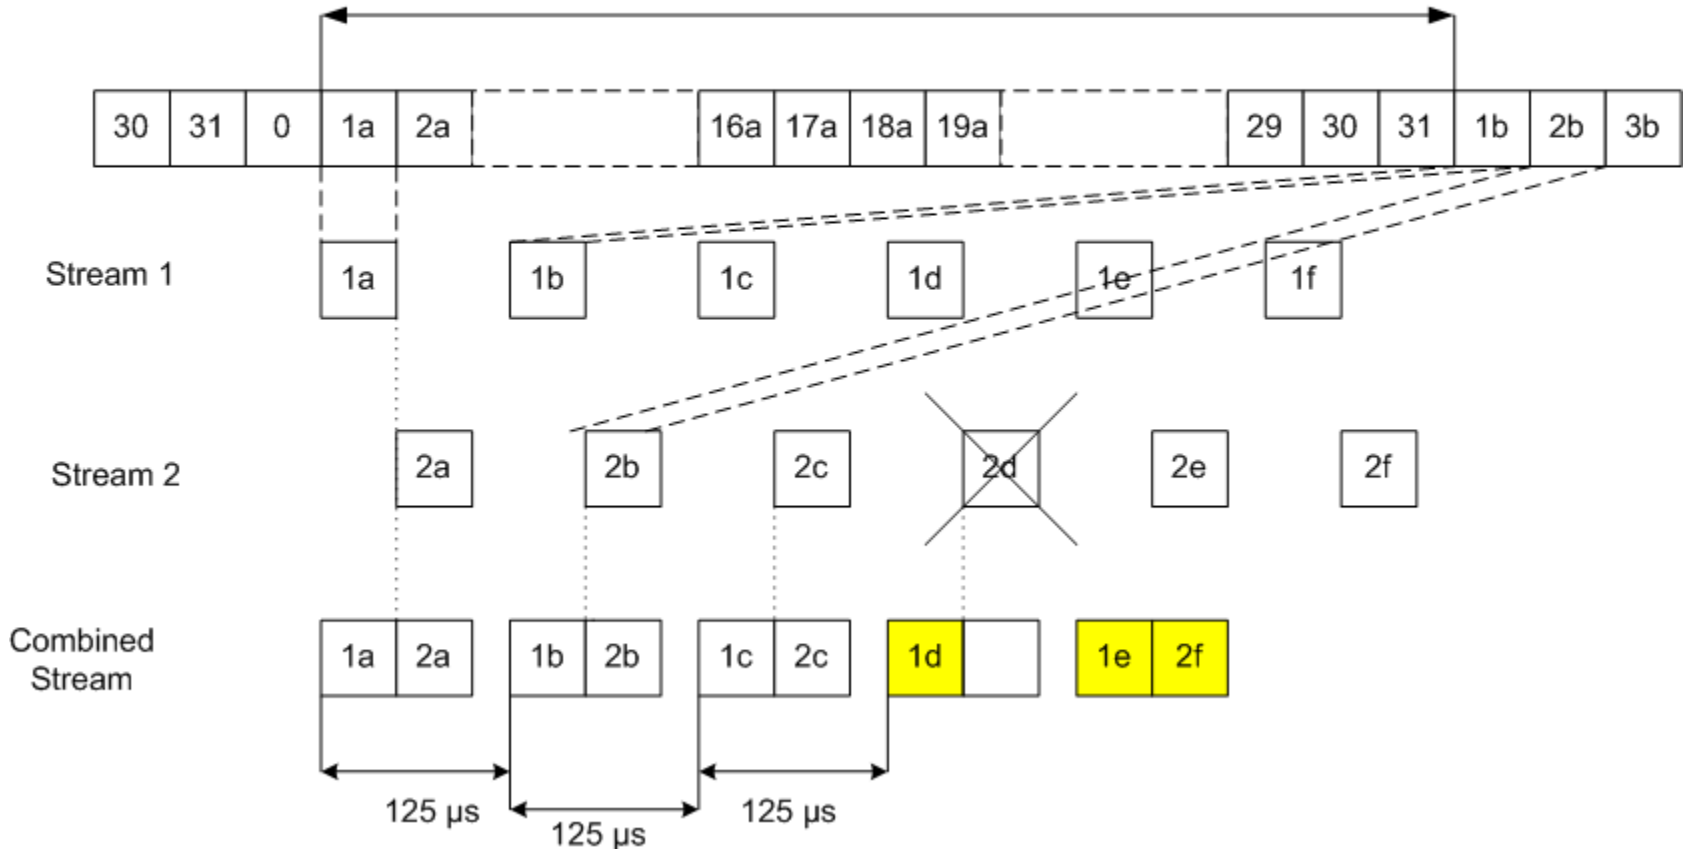 30 31 0 1a 2a 16a 17a 18a 19a 29 30 31 1b 2b 3b
Stream 1 1a 1b 1c 1d 1e 1f
Stream 2 2a 2b 2c 2d 2e 2f
Combined
Stream
1a 2a 1b 2b 1c 2c 1d 1e 2f
125 µs
125 µs
125 µs